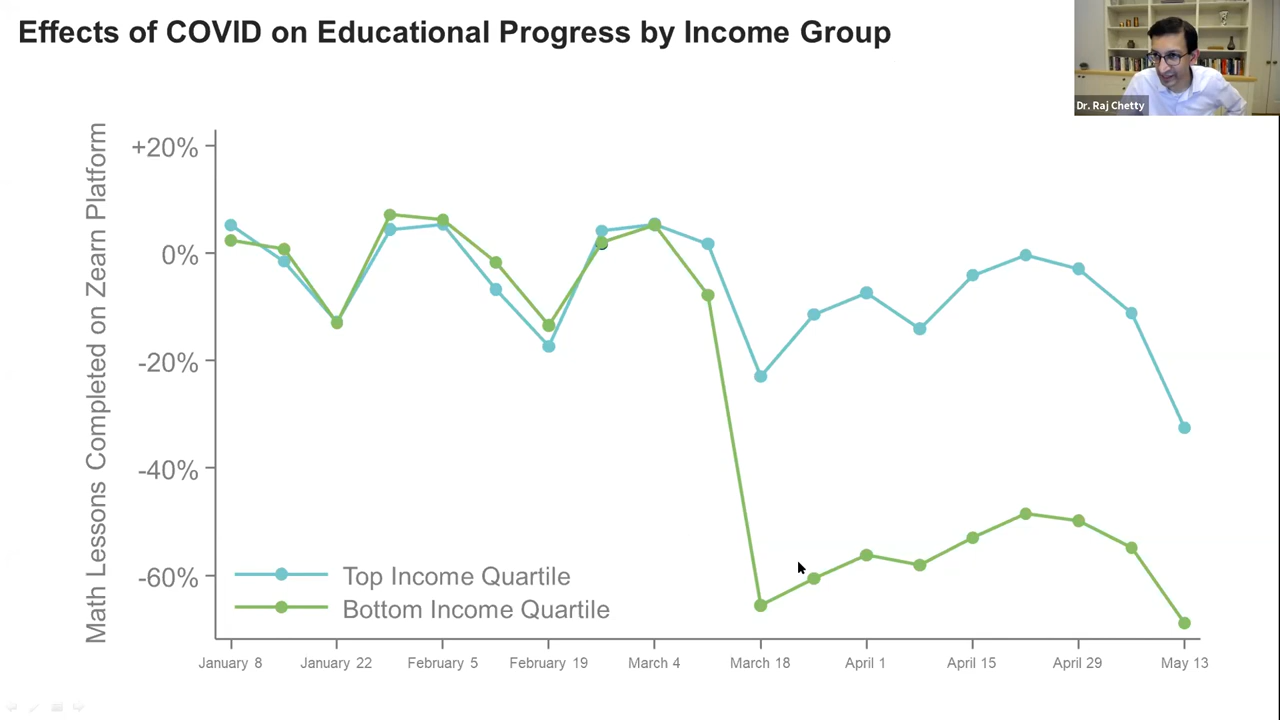 Effects of COVID on Educational Progress by Income Group
Dr. Raj Chetty
Math Lessons Completed on Zearn Platform
+20%
0%
-20%
-40%
-60%
Top Income Quartile
Bottom Income Quartile
January 8 January 22 February 5 February 19 March 4 March 18 April 1 April 15 April 29 May 13